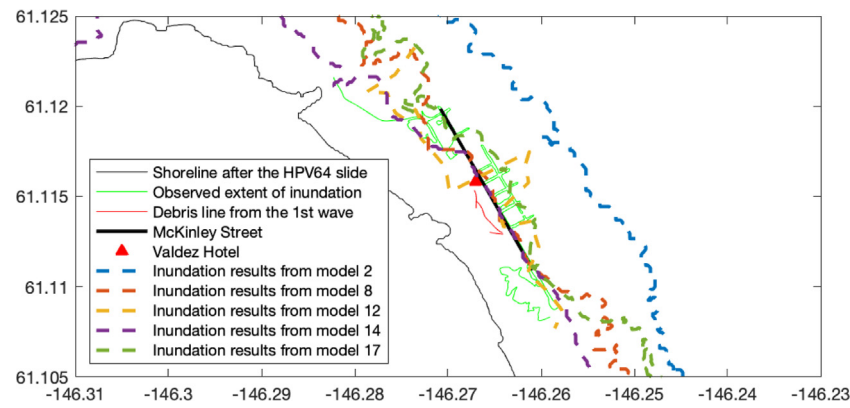 61.125
61.12
61.115
61.11
61.105
Shoreline after the HPV64 slide
Observed extent of inundation
Debris line from the 1st wave
McKinley Street
Valdez Hotel
Inundation results from model 2
Inundation results from model 8
Inundation results from model 12
Inundation results from model 14
Inundation results from model 17
-146.31 -146.3 -146.29 -146.28 -146.27 -146.26 -146.25 -146.24 -146.23